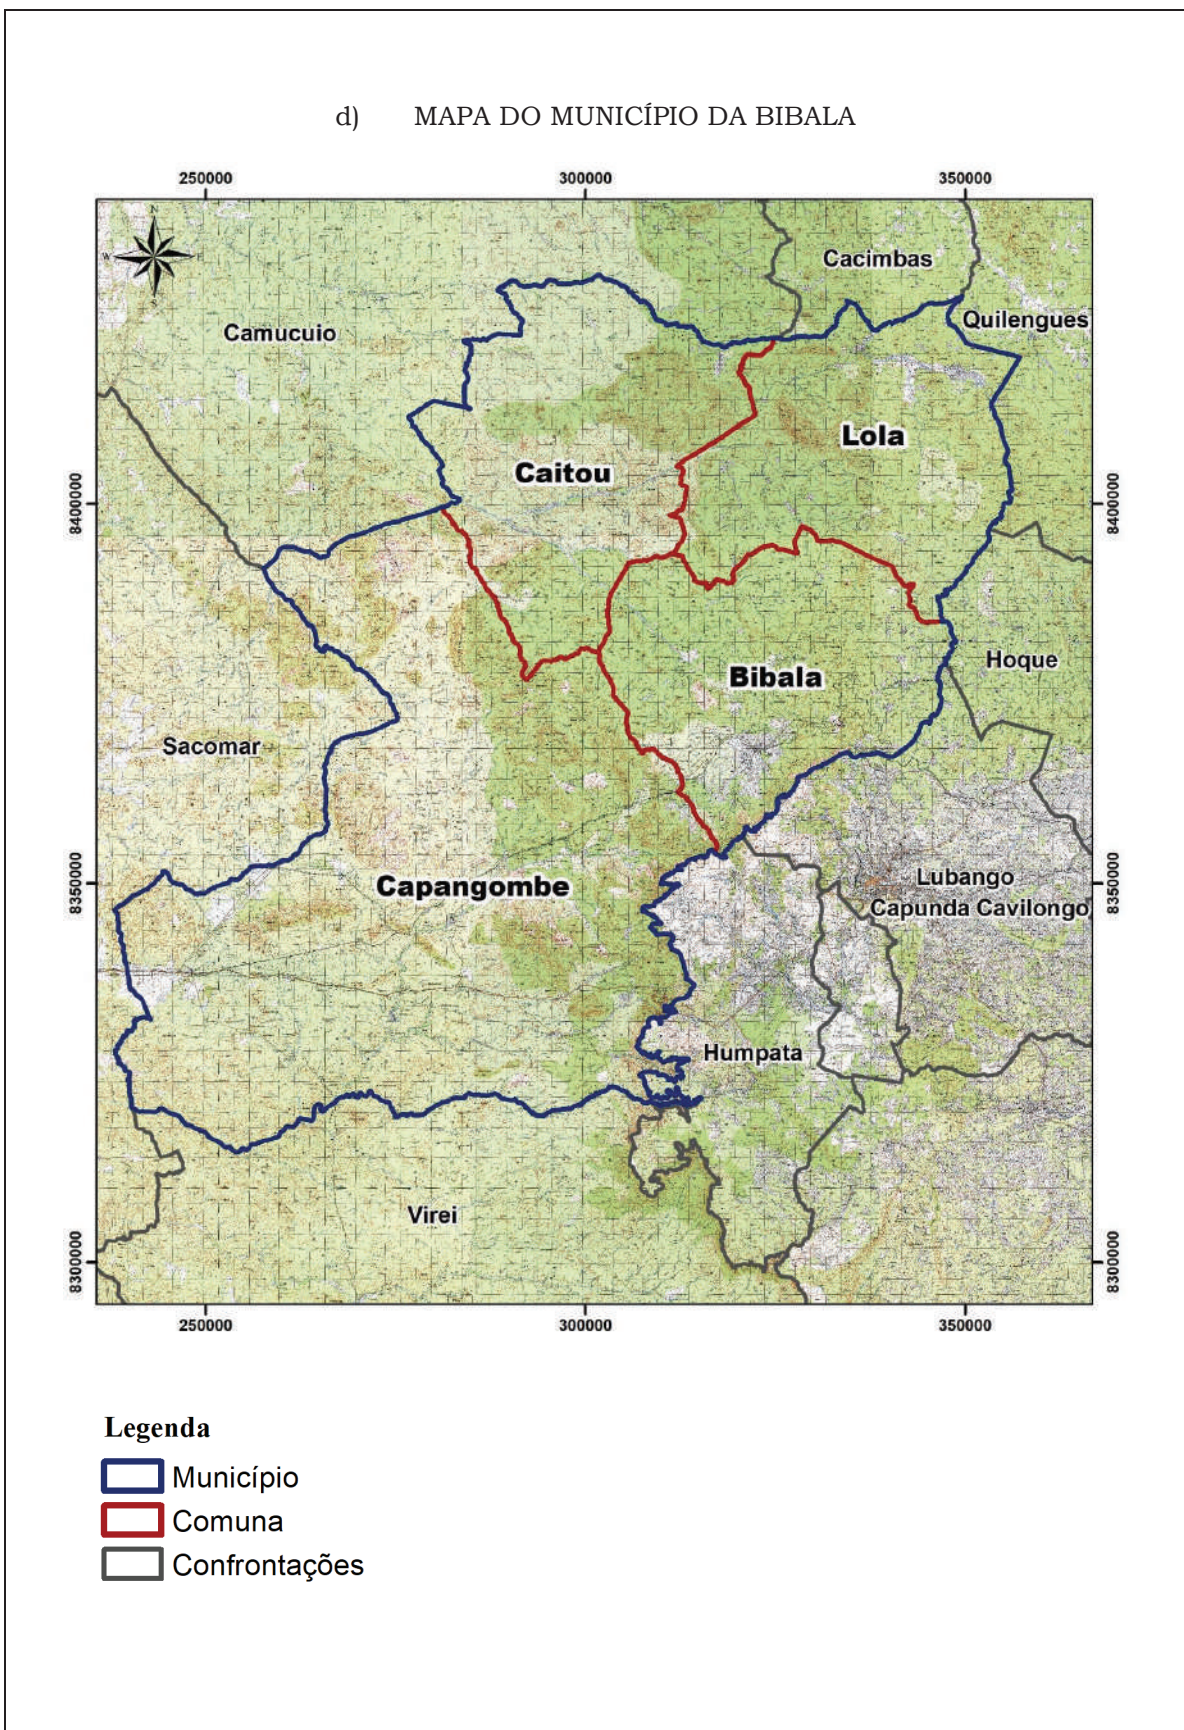 d) MAPA DO MUNICÍPIO DA BIBALA
250000 300000 350000
N
W E
S
Cacimbas
Quilengues
Camucuio
Lola
Caitou
8400000 8400000
Hoque
Bibala
Sacomar
8350000 8350000
Lubango
Capangombe
Capunda Cavilongo
Humpata
Virei
8300000 8300000
250000 300000 350000
Legenda
Município
Comuna
Confrontações